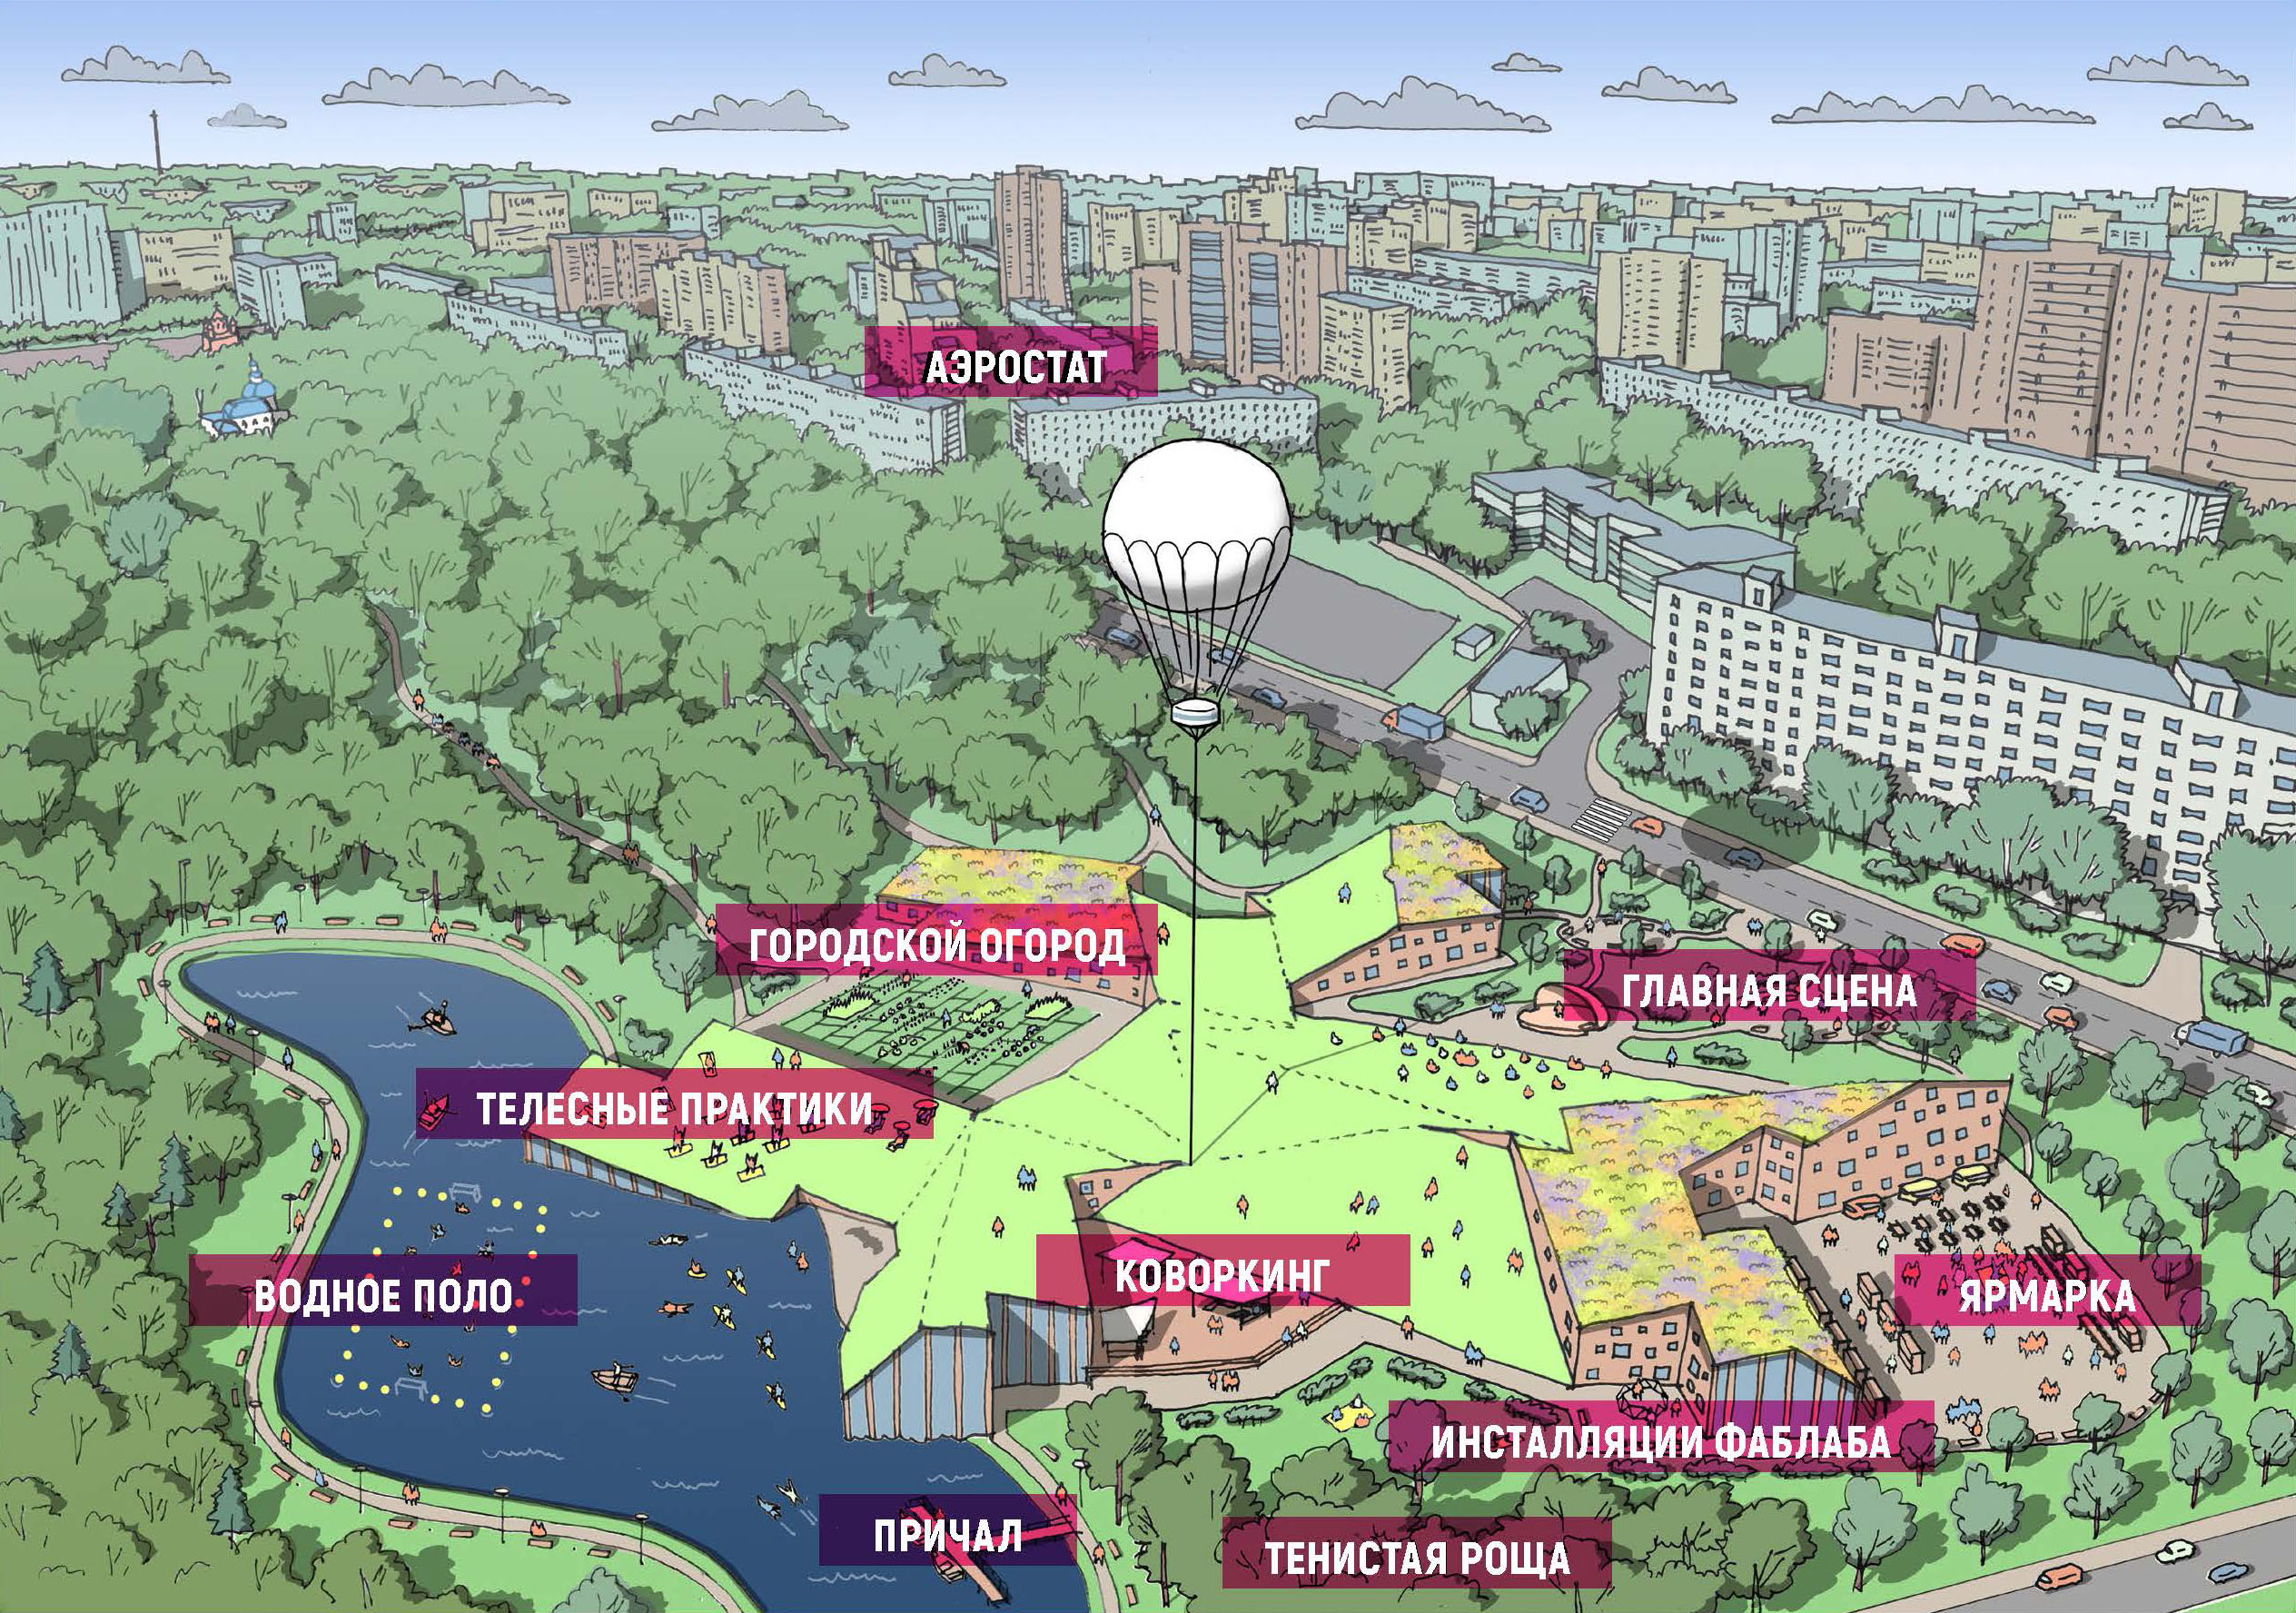 АЭРОСТАТ
ГОРОДСКОЙ ОГОРОД
ГЛАВНАЯ СЦЕНА
ТЕЛЕСНЫЕ ПРАКТИКИ
ВОДНОЕ ПОЛО
КОВОРКИНГ
ЯРМАРКА
ИНСТАЛЛЯЦИИ ФАБЛАБА
ПРИЧАЛ
ТЕНИСТАЯ РОЩА